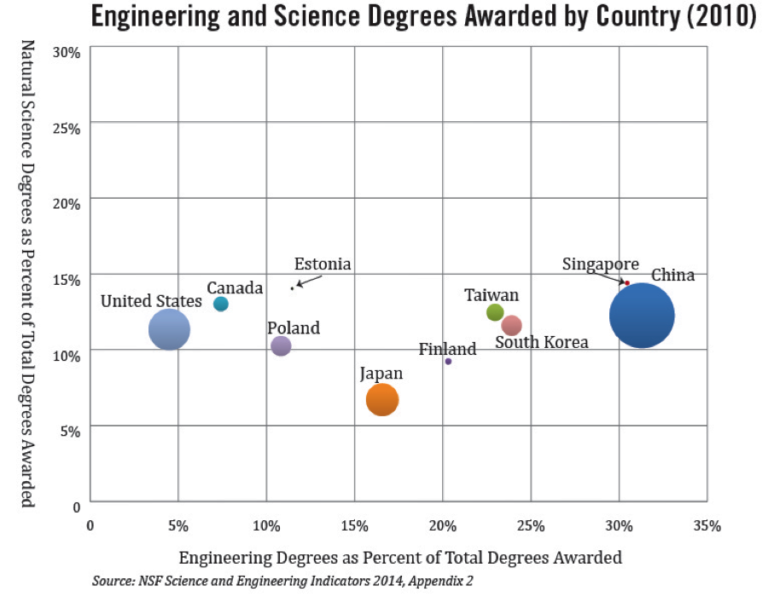 Engineering and Science Degrees Awarded by Country (2010)
Natural Science Degrees as Percent of Total Degrees Awarded
30%
25%
20%
15%
10%
5%
0
Estonia
Singapore
China
Canada
United States
Taiwan
Poland
South Korea
Finland
Japan
0 5% 10% 15% 20% 25% 30% 35%
Engineering Degrees as Percent of Total Degrees Awarded
Source: NSF Science and Engineering Indicators 2014, Appendix 2